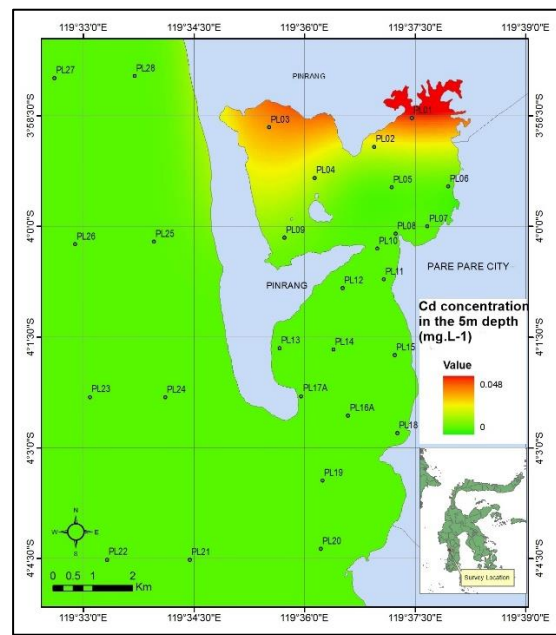 119°33'0"E 119°34'30"E 119°36'0"E 119°37'30"E 119°39'0"E
PL27
PL28
PINRANG
PL01
3°58'30"S
3°58'30"S
PL03
PL02
PL04
PL05
PL06
4°0'0"S
4°0'0"S
PL07
PL08
PL09
PL10
PL26
PL25
PL11
PL12
PINRANG
PARE PARE CITY
Cd concentration
in the 5m depth
(mg.L-1)
Value
0.048
0
4°1'30"S
4°1'30"S
PL13
PL14
PL15
PL23
PL24
PL17A
PL16A
PL18
4°3'0"S
4°3'0"S
PL19
PL20
PL22
PL21
4°4'30"S
4°4'30"S
N
W E
S
0 0.5 1 2
Km
Survey Location
119°33'0"E 119°34'30"E 119°36'0"E 119°37'30"E 119°39'0"E